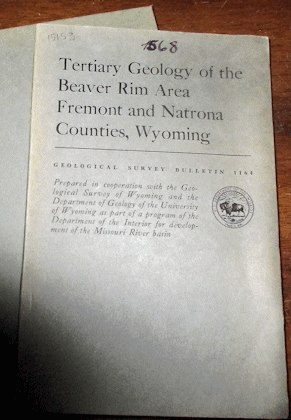 15153
1568
Tertiary Geology of the
Beaver Rim Area
Fremont and Natrona
Counties, Wyoming
GEOLOGICAL SURVEY BULLETIN 1164
Prepared in cooperation with the Geo-
logical Survey of Wyoming and the
Department of Geology of the University
of Wyoming as part of a program of the
Department of the Interior for develop-
ment of the Missouri River basin